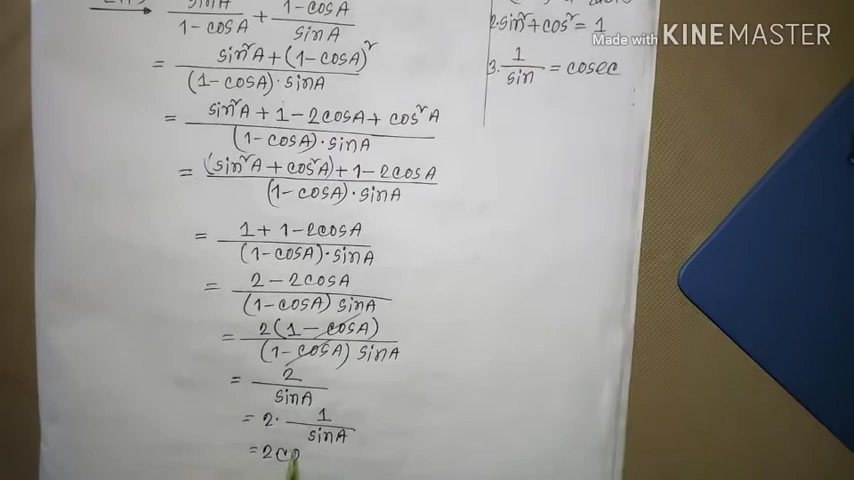 sinA/(1-cosA) + (1-cosA)/sinA
= (sin²A + (1-cosA)²)/((1-cosA)·sinA)
= (sin²A + 1 - 2cosA + cos²A)/((1-cosA)·sinA)
= ((sin²A + cos²A) + 1 - 2cosA)/((1-cosA)·sinA)
= (1 + 1 - 2cosA)/((1-cosA)·sinA)
= (2 - 2cosA)/((1-cosA) sinA)
= 2(1 - cosA)/((1-cosA) sinA)
= 2/sinA
= 2· 1/sinA
= 2co
2. sin² + cos² = 1
3. 1/sin = cosec
Made with KINEMASTER